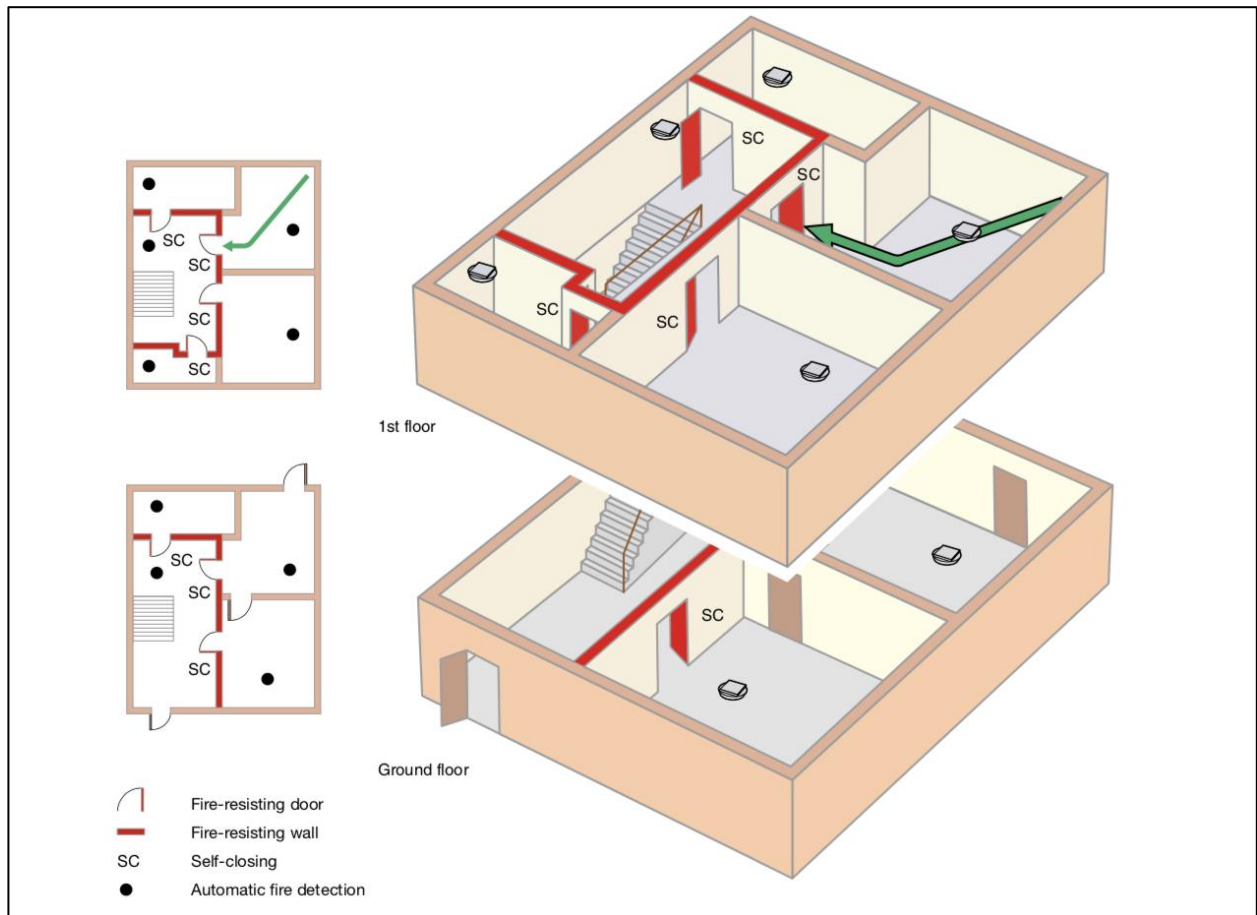 SC
SC
SC
SC
SC
SC
SC
SC
1st floor
SC
SC
SC
SC
Ground floor
Fire-resisting door
Fire-resisting wall
SC Self-closing
Automatic fire detection